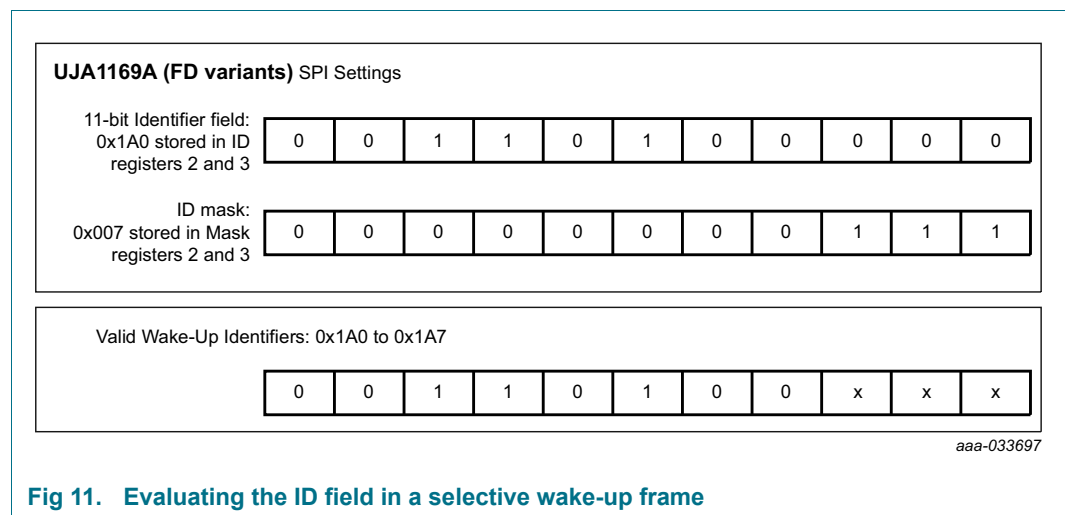 UJA1169A (FD variants) SPI Settings
11-bit Identifier field:
0x1A0 stored in ID
registers 2 and 3
0 0 1 1 0 1 0 0 0 0 0
ID mask:
0x007 stored in Mask
registers 2 and 3
0 0 0 0 0 0 0 0 1 1 1
Valid Wake-Up Identifiers: 0x1A0 to 0x1A7
0 0 1 1 0 1 0 0 x x x
aaa-033697
Fig 11. Evaluating the ID field in a selective wake-up frame